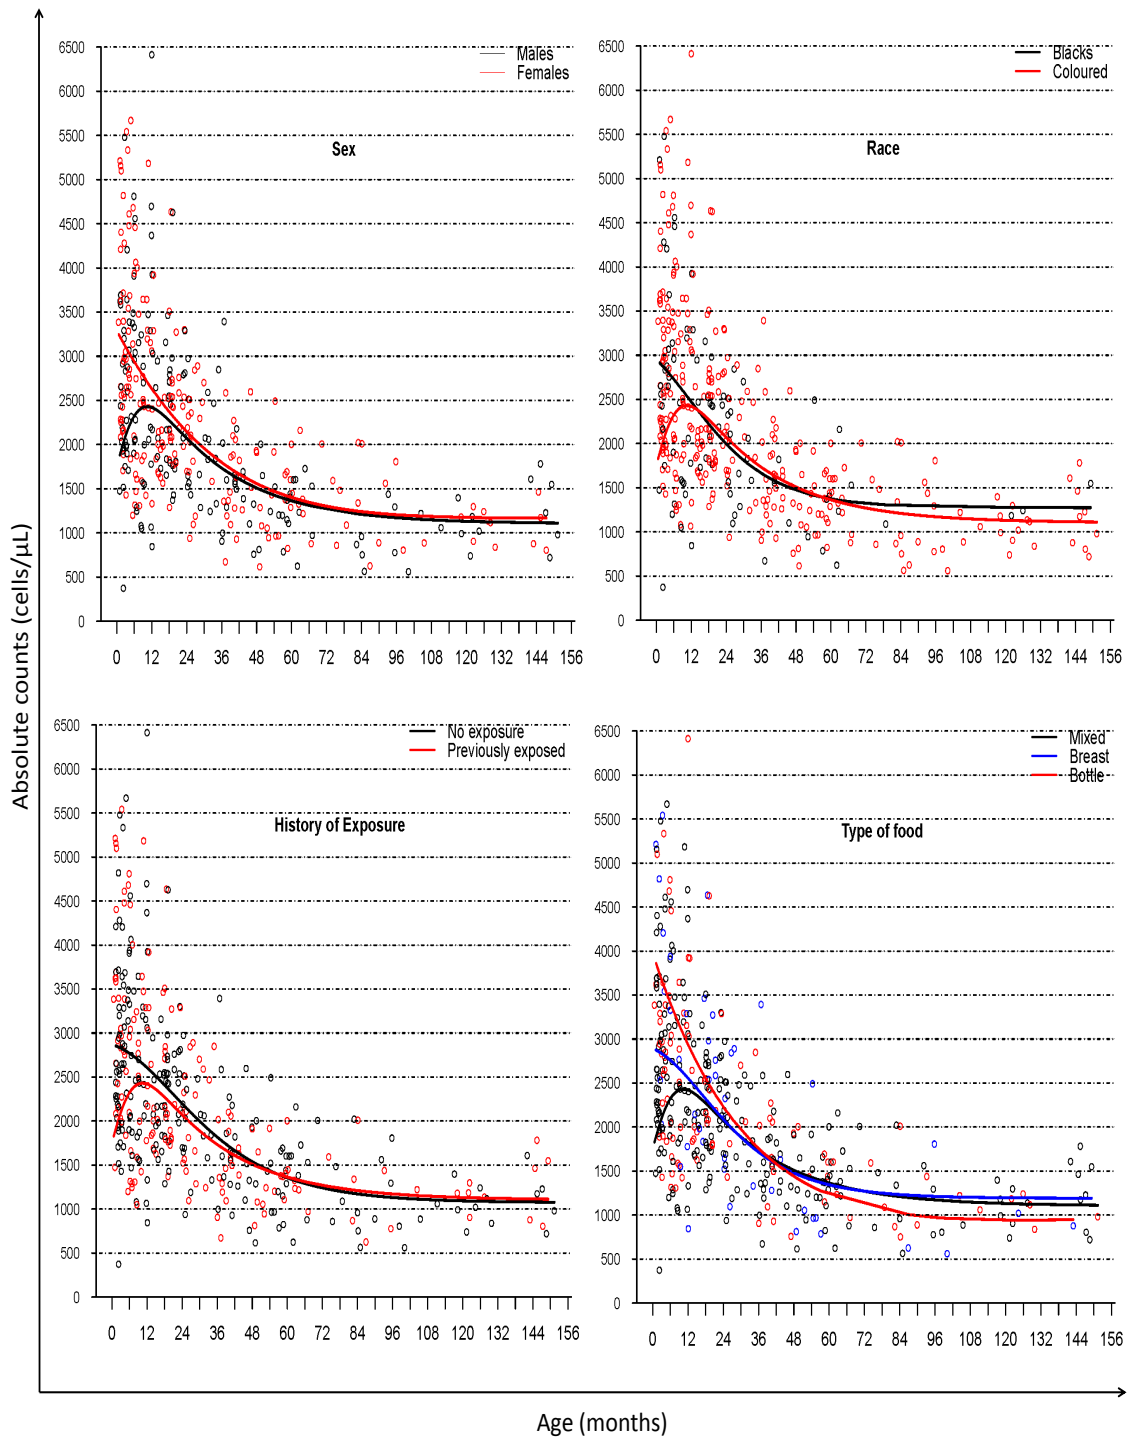 Absolute counts (cells/µL)
Males
Females
Sex
6500
6000
5500
5000
4500
4000
3500
3000
2500
2000
1500
1000
500
0
0 12 24 36 48 60 72 84 96 108 120 132 144 156
Blacks
Coloured
Race
6500
6000
5500
5000
4500
4000
3500
3000
2500
2000
1500
1000
500
0
0 12 24 36 48 60 72 84 96 108 120 132 144 156
No exposure
Previously exposed
History of Exposure
6500
6000
5500
5000
4500
4000
3500
3000
2500
2000
1500
1000
500
0
0 12 24 36 48 60 72 84 96 108 120 132 144 156
Mixed
Breast
Bottle
Type of food
6500
6000
5500
5000
4500
4000
3500
3000
2500
2000
1500
1000
500
0
0 12 24 36 48 60 72 84 96 108 120 132 144 156
Age (months)